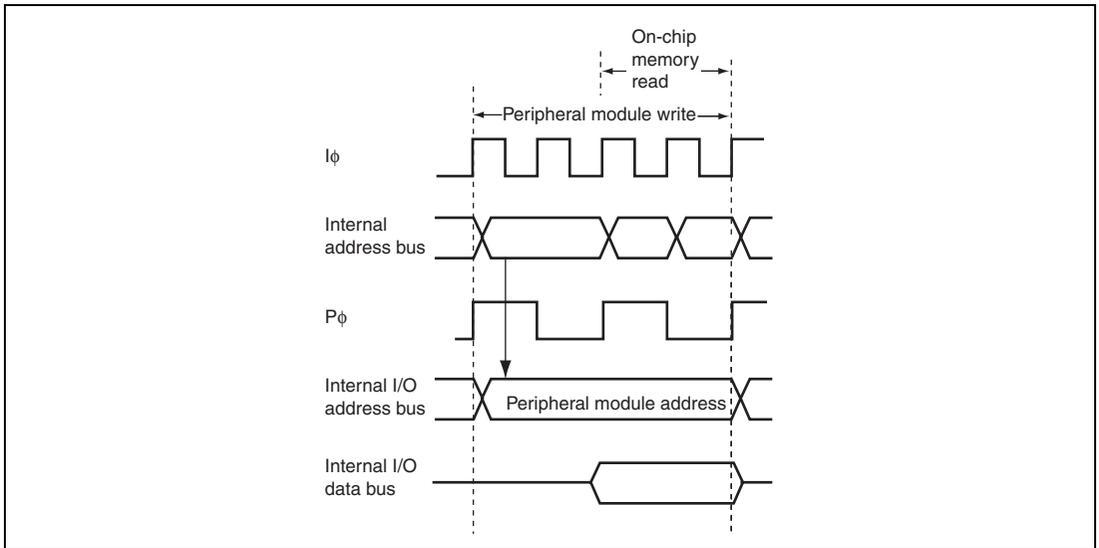 On-chip
memory
read
Peripheral module write
Iϕ
Internal
address bus
Pϕ
Internal I/O
address bus
Peripheral module address
Internal I/O
data bus